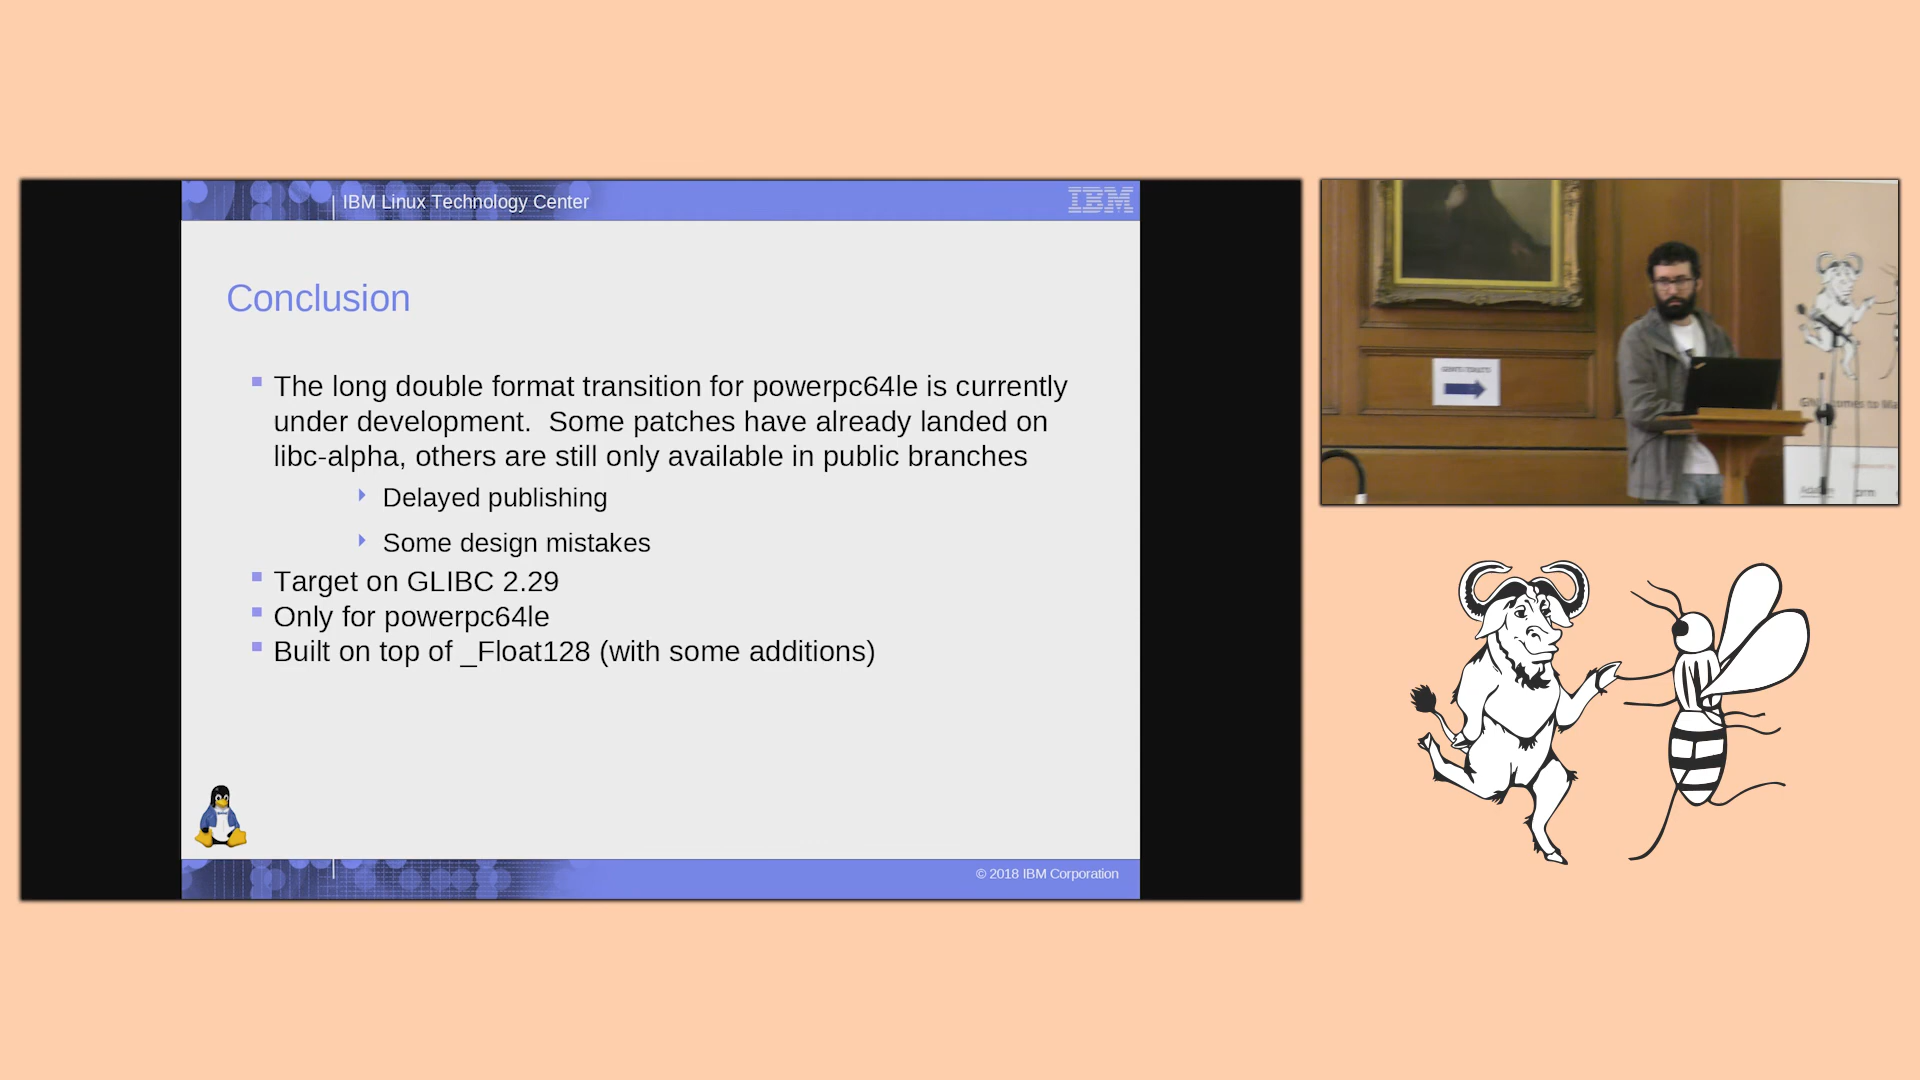 IBM Linux Technology Center
IBM
Conclusion
The long double format transition for powerpc64le is currently
under development.  Some patches have already landed on
libc-alpha, others are still only available in public branches
Delayed publishing
Some design mistakes
Target on GLIBC 2.29
Only for powerpc64le
Built on top of _Float128 (with some additions)
© 2018 IBM Corporation